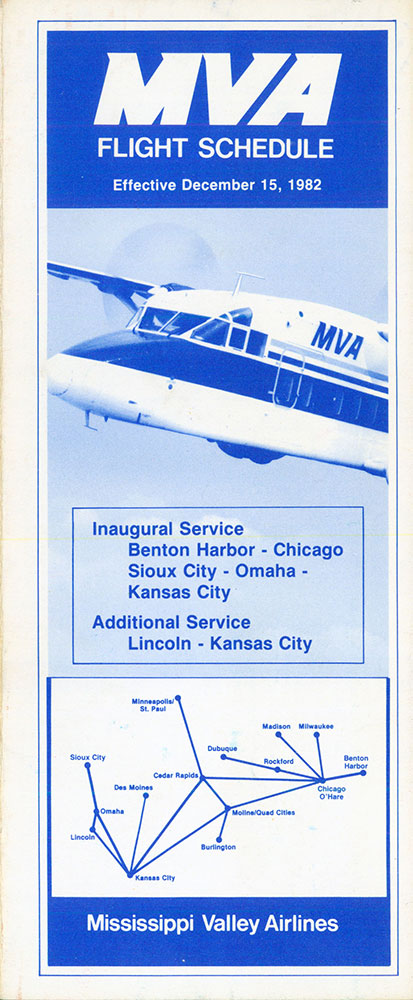 MVA
FLIGHT SCHEDULE
Effective December 15, 1982
MVA
Inaugural Service
Benton Harbor - Chicago
Sioux City - Omaha -
Kansas City
Additional Service
Lincoln - Kansas City
Minneapolis/
St. Paul
Madison
Milwaukee
Dubuque
Sioux City
Rockford
Benton
Harbor
Des Moines
Cedar Rapids
Chicago
O'Hare
Omaha
Moline/Quad Cities
Lincoln
Burlington
Kansas City
Mississippi Valley Airlines